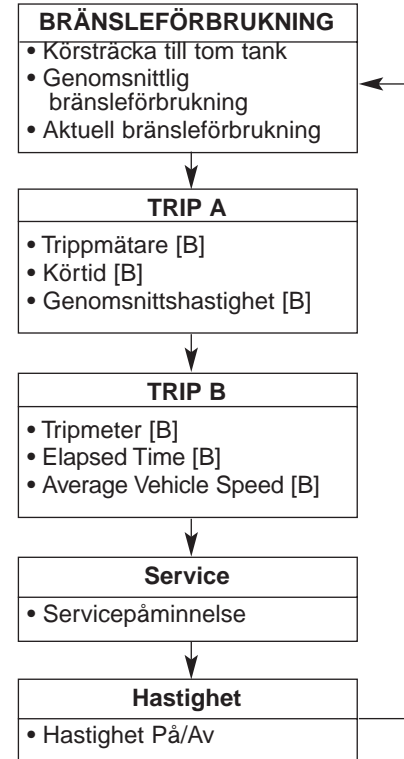 BRÄNSLEFÖRBRUKNING
• Körsträcka till tom tank
• Genomsnittlig
bränsleförbrukning
• Aktuell bränsleförbrukning
TRIP A
• Trippmätare [B]
• Körtid [B]
• Genomsnittshastighet [B]
TRIP B
• Tripmeter [B]
• Elapsed Time [B]
• Average Vehicle Speed [B]
Service
• Servicepåminnelse
Hastighet
• Hastighet På/Av